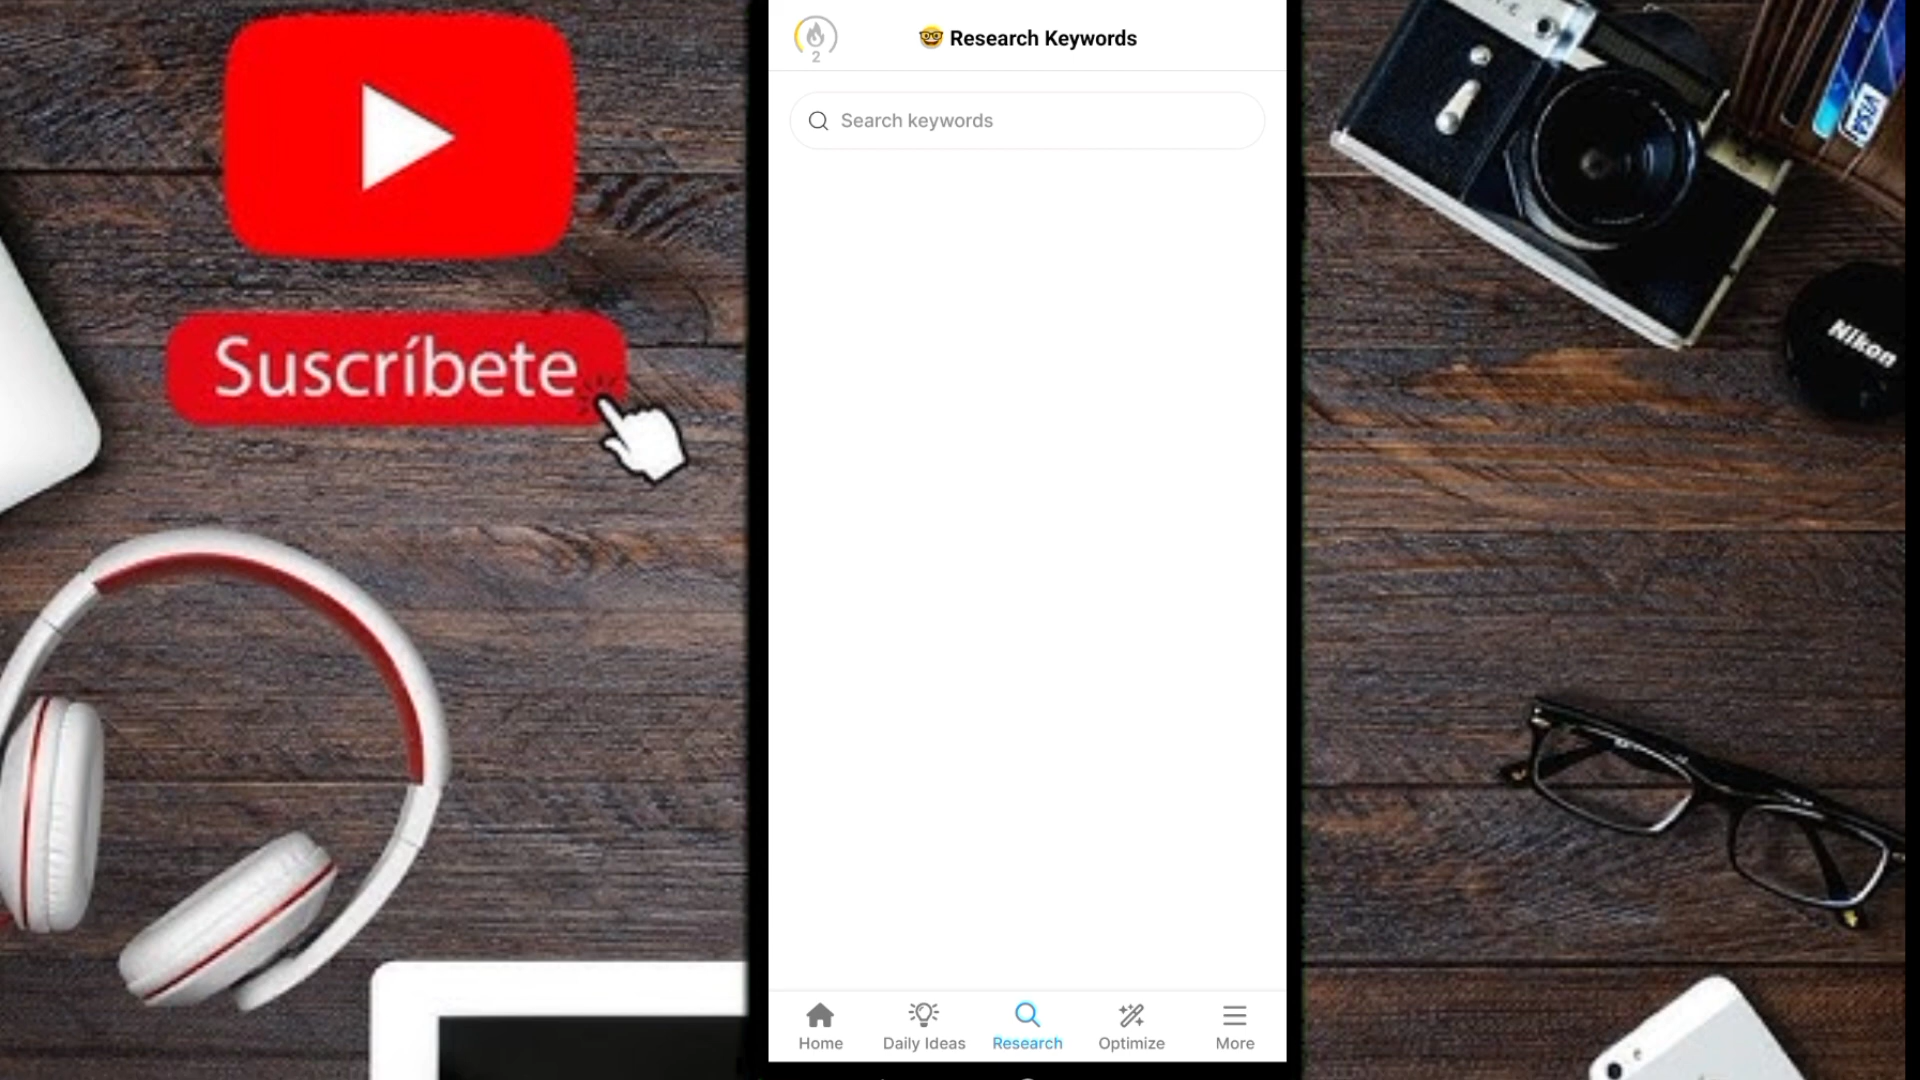 🤓 Research Keywords
2
Search keywords
Suscríbete
VISA
Nikon
Home
Daily Ideas
Research
Optimize
More